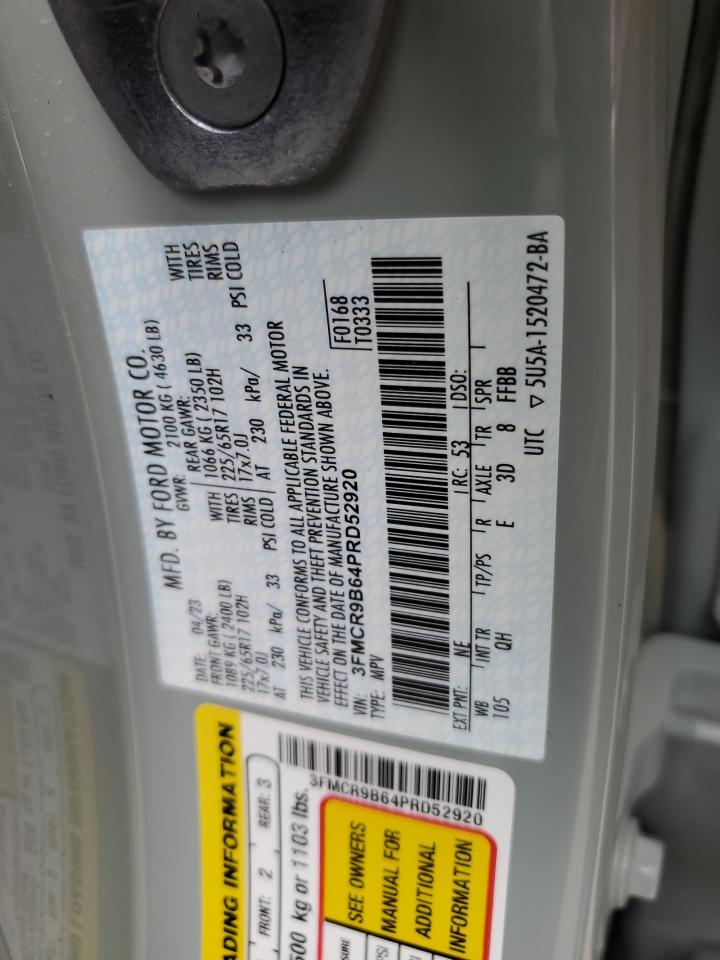 MFD. BY FORD MOTOR CO.
DATE: 04/23 GVWR: 2100 KG ( 4630 LB)
FRONT GAWR: REAR GAWR:
1089 KG ( 2400 LB) WITH 1066 KG ( 2350 LB) WITH
225/65R17 102H TIRES 225/65R17 102H TIRES
17x7.0J RIMS 17x7.0J RIMS
AT 230 kPa/ 33 PSI COLD AT 230 kPa/ 33 PSI COLD
THIS VEHICLE CONFORMS TO ALL APPLICABLE FEDERAL MOTOR
VEHICLE SAFETY AND THEFT PREVENTION STANDARDS IN
EFFECT ON THE DATE OF MANUFACTURE SHOWN ABOVE.
VIN: 3FMCR9B64PRD52920 F0168
TYPE: MPV T0333
EXT PNT: NE RC: 53 DSO:
WB INT TR TP/PS R AXLE TR SPR
105 QH E 3D 8 FFBB
UTC ▽ 5U5A-1520472-BA
ADING INFORMATION
FRONT: 2 REAR: 3
500 kg or 1103 lbs.
3FMCR9B64PRD52920
SEE OWNERS
MANUAL FOR
ADDITIONAL
INFORMATION